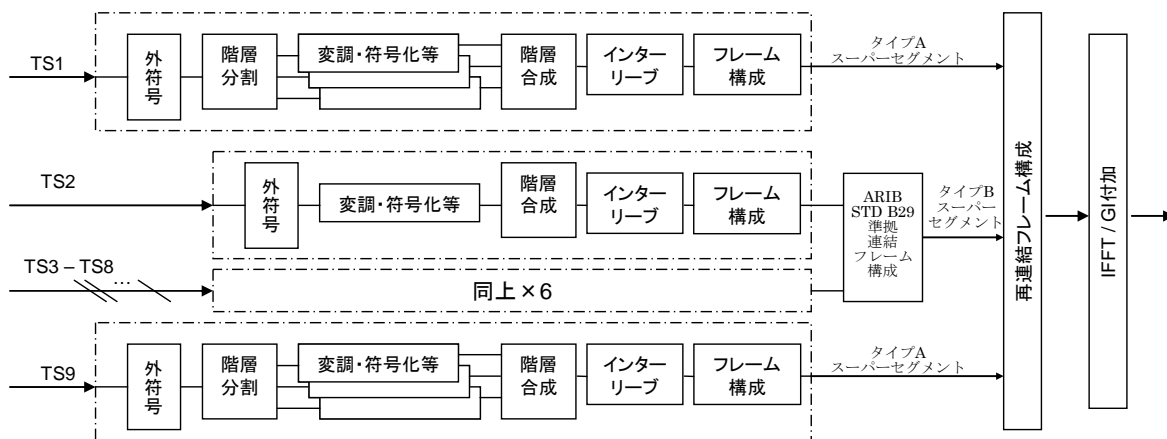 TS1
外符号
階層
分割
変調・符号化等
階層
合成
インター
リーブ
フレーム
構成
タイプA
スーパーセグメント
TS2
外符号
変調・符号化等
階層
合成
インター
リーブ
フレーム
構成
ARIB
STD B29
準拠
連結
フレーム
構成
タイプB
スーパー
セグメント
TS3 – TS8
…
同上×6
TS9
外符号
階層
分割
変調・符号化等
階層
合成
インター
リーブ
フレーム
構成
タイプA
スーパーセグメント
再連結フレーム構成
IFFT / GI付加